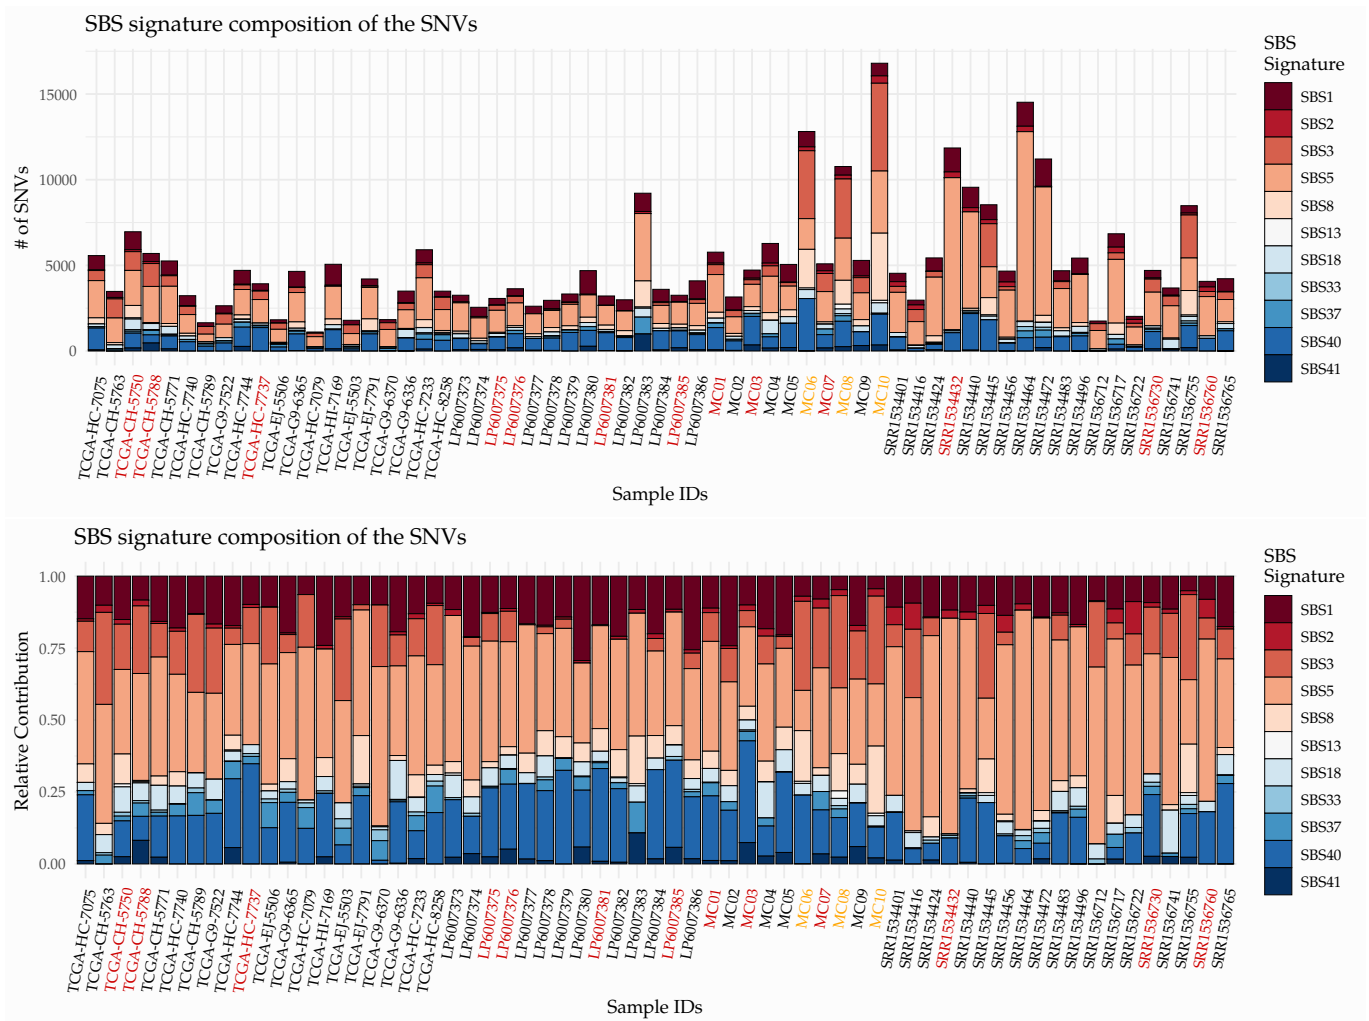 SBS signature composition of the SNVs
# of SNVs
15000
10000
5000
0
TCGA-HC-7075
TCGA-CH-5763
TCGA-CH-5750
TCGA-CH-5788
TCGA-CH-5771
TCGA-HC-7740
TCGA-CH-5789
TCGA-G9-7522
TCGA-HC-7744
TCGA-HC-7737
TCGA-EJ-5506
TCGA-G9-6365
TCGA-HC-7079
TCGA-HI-7169
TCGA-EJ-5503
TCGA-EJ-7791
TCGA-G9-6370
TCGA-G9-6336
TCGA-HC-7233
TCGA-HC-8258
LP6007373
LP6007374
LP6007375
LP6007376
LP6007377
LP6007378
LP6007379
LP6007380
LP6007381
LP6007382
LP6007383
LP6007384
LP6007385
LP6007386
MC01
MC02
MC03
MC04
MC05
MC06
MC07
MC08
MC09
MC10
SRR1534401
SRR1534416
SRR1534424
SRR1534432
SRR1534440
SRR1534445
SRR1534456
SRR1534464
SRR1534472
SRR1534483
SRR1534496
SRR1536712
SRR1536717
SRR1536722
SRR1536730
SRR1536741
SRR1536755
SRR1536760
SRR1536765
Sample IDs
SBS
Signature
SBS1
SBS2
SBS3
SBS5
SBS8
SBS13
SBS18
SBS33
SBS37
SBS40
SBS41
SBS signature composition of the SNVs
Relative Contribution
1.00
0.75
0.50
0.25
0.00
TCGA-HC-7075
TCGA-CH-5763
TCGA-CH-5750
TCGA-CH-5788
TCGA-CH-5771
TCGA-HC-7740
TCGA-CH-5789
TCGA-G9-7522
TCGA-HC-7744
TCGA-HC-7737
TCGA-EJ-5506
TCGA-G9-6365
TCGA-HC-7079
TCGA-HI-7169
TCGA-EJ-5503
TCGA-EJ-7791
TCGA-G9-6370
TCGA-G9-6336
TCGA-HC-7233
TCGA-HC-8258
LP6007373
LP6007374
LP6007375
LP6007376
LP6007377
LP6007378
LP6007379
LP6007380
LP6007381
LP6007382
LP6007383
LP6007384
LP6007385
LP6007386
MC01
MC02
MC03
MC04
MC05
MC06
MC07
MC08
MC09
MC10
SRR1534401
SRR1534416
SRR1534424
SRR1534432
SRR1534440
SRR1534445
SRR1534456
SRR1534464
SRR1534472
SRR1534483
SRR1534496
SRR1536712
SRR1536717
SRR1536722
SRR1536730
SRR1536741
SRR1536755
SRR1536760
SRR1536765
Sample IDs
SBS
Signature
SBS1
SBS2
SBS3
SBS5
SBS8
SBS13
SBS18
SBS33
SBS37
SBS40
SBS41